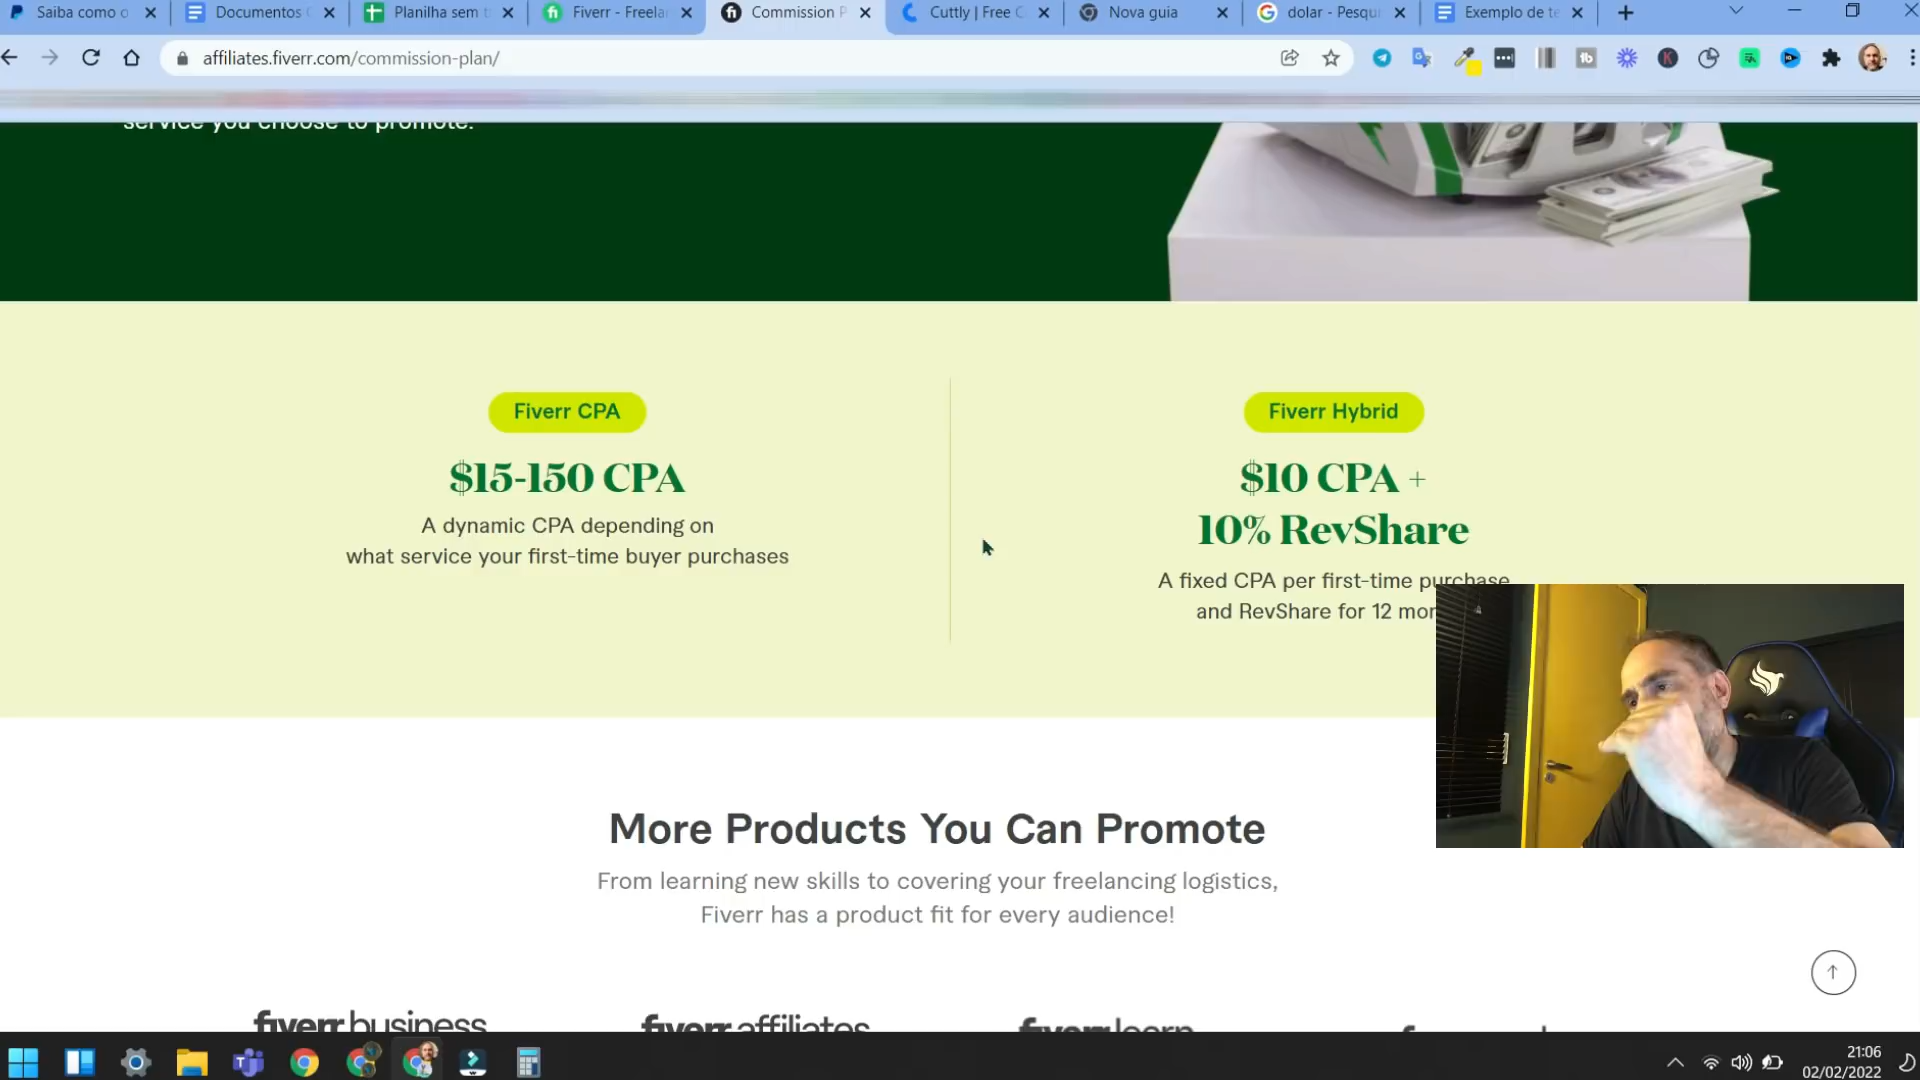 Saiba como o
Documentos
Planilha sem
Fiverr - Freela
Commission P
Cuttly | Free
Nova guia
dolar - Pesqu
Exemplo de te
affiliates.fiverr.com/commission-plan/
service you choose to promote.
Fiverr CPA
$15-150 CPA
A dynamic CPA depending on
what service your first-time buyer purchases
Fiverr Hybrid
$10 CPA +
10% RevShare
A fixed CPA per first-time purchase
and RevShare for 12 mon
More Products You Can Promote
From learning new skills to covering your freelancing logistics,
Fiverr has a product fit for every audience!
fiverr business
fiverr affiliates
fiverr learn
21:06
02/02/2022